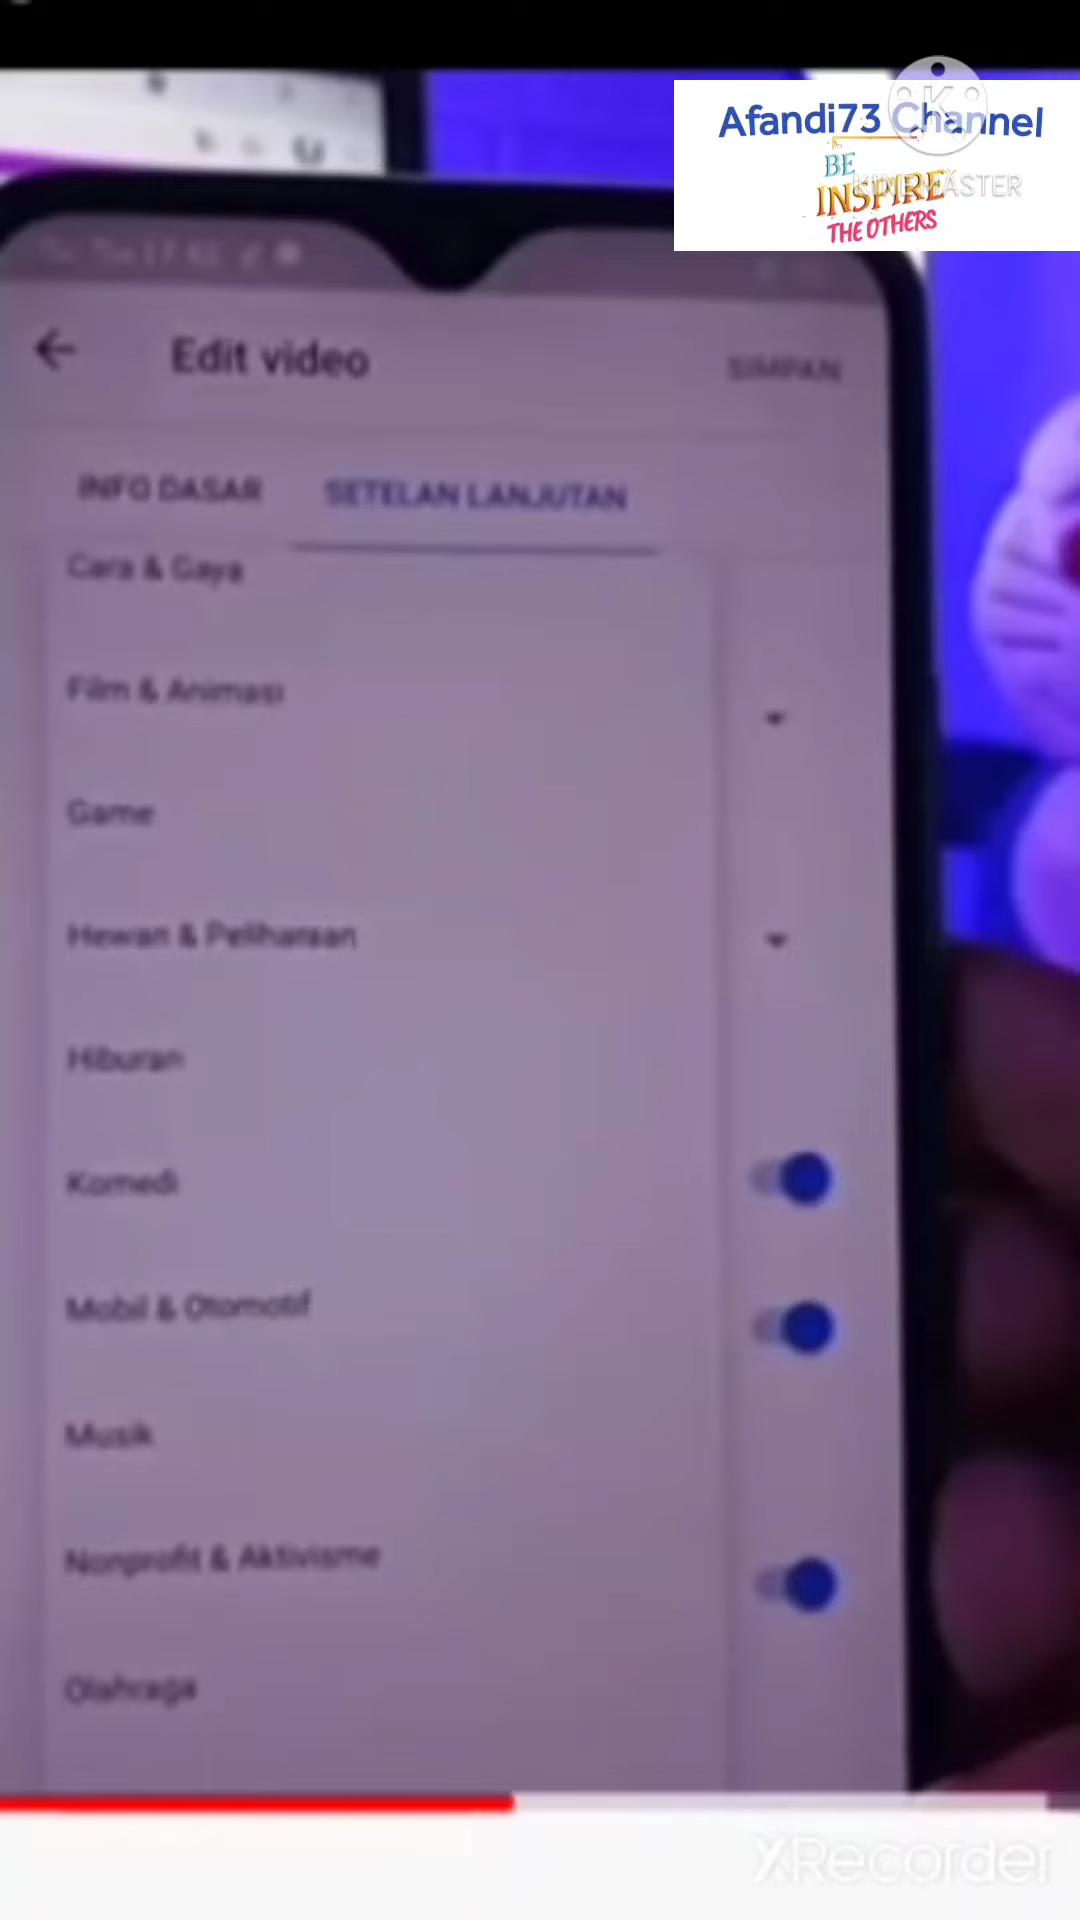 Afandi73 Channel
BE
INSPIRE
THE OTHERS
KINEMASTER
Edit video
SIMPAN
INFO DASAR
SETELAN LANJUTAN
Cara & Gaya
Film & Animasi
Game
Hewan & Peliharaan
Hiburan
Komedi
Mobil & Otomotif
Musik
Nonprofit & Aktivisme
Olahraga
XRecorder